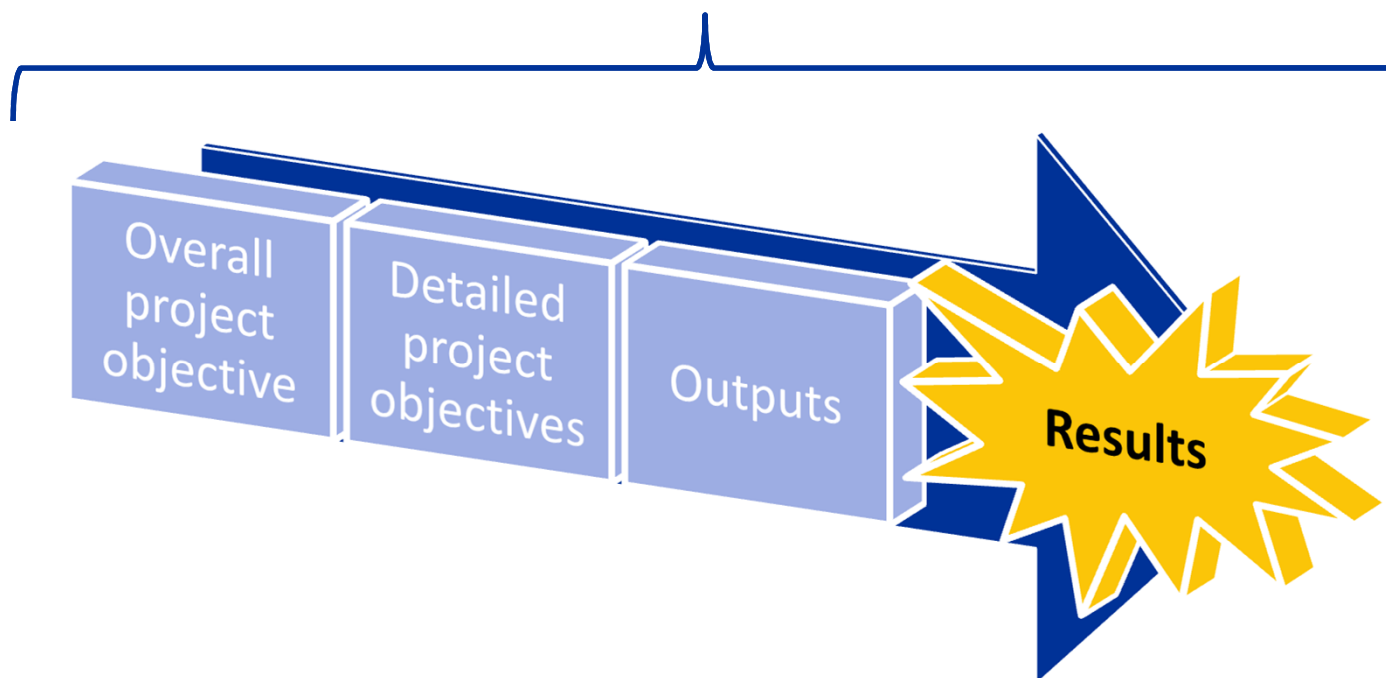 Overall
project
objective
Detailed
project
objectives
Outputs
Results